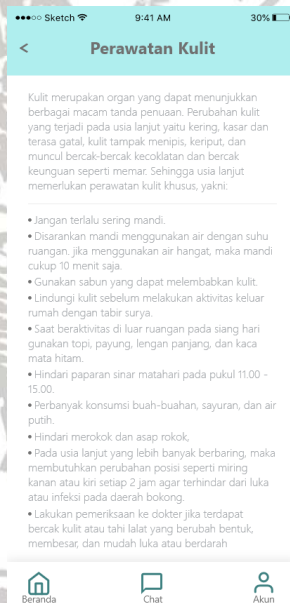 Sketch 9:41 AM 30%
< Perawatan Kulit
Kulit merupakan organ yang dapat menunjukkan
berbagai macam tanda penuaan. Perubahan kulit
yang terjadi pada usia lanjut yaitu kering, kasar dan
terasa gatal, kulit tampak menipis, keriput, dan
muncul bercak-bercak kecoklatan dan bercak
keunguan seperti memar. Sehingga usia lanjut
memerlukan perawatan kulit khusus, yakni:
• Jangan terlalu sering mandi.
• Disarankan mandi menggunakan air dengan suhu
ruangan. jika menggunakan air hangat, maka mandi
cukup 10 menit saja.
• Gunakan sabun yang dapat melembabkan kulit.
• Lindungi kulit sebelum melakukan aktivitas keluar
rumah dengan tabir surya.
• Saat beraktivitas di luar ruangan pada siang hari
gunakan topi, payung, lengan panjang, dan kaca
mata hitam.
• Hindari paparan sinar matahari pada pukul 11.00 -
15.00.
• Perbanyak konsumsi buah-buahan, sayuran, dan air
putih.
• Hindari merokok dan asap rokok,
• Pada usia lanjut yang lebih banyak berbaring, maka
membutuhkan perubahan posisi seperti miring
kanan atau kiri setiap 2 jam agar terhindar dari luka
atau infeksi pada daerah bokong.
• Lakukan pemeriksaan ke dokter jika terdapat
bercak kulit atau tahi lalat yang berubah bentuk,
membesar, dan mudah luka atau berdarah
Beranda Chat Akun